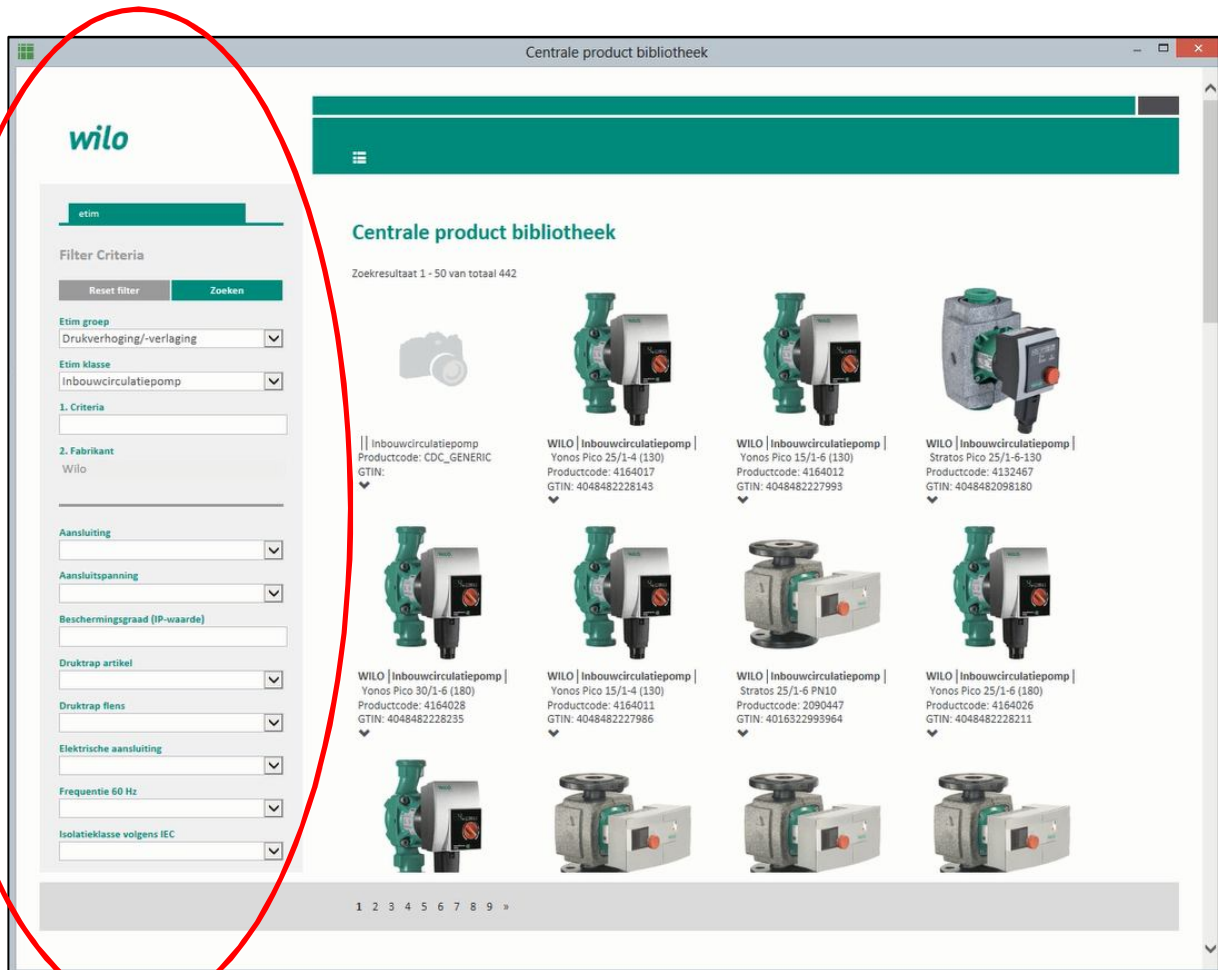 Centrale product bibliotheek
wilo
etim
Filter Criteria
Reset filter
Zoeken
Etim groep
Drukverhoging/-verlaging
Etim klasse
Inbouwcirculatiepomp
1. Criteria
2. Fabrikant
Wilo
Aansluiting
Aansluitspanning
Beschermingsgraad (IP-waarde)
Druktrap artikel
Druktrap flens
Elektrische aansluiting
Frequentie 60 Hz
Isolatieklasse volgens IEC
Centrale product bibliotheek
Zoekresultaat 1 - 50 van totaal 442
|| Inbouwcirculatiepomp
Productcode: CDC_GENERIC
GTIN:
WILO | Inbouwcirculatiepomp |
Yonos Pico 25/1-4 (130)
Productcode: 4164017
GTIN: 4048482228143
WILO | Inbouwcirculatiepomp |
Yonos Pico 15/1-6 (130)
Productcode: 4164012
GTIN: 4048482227993
WILO | Inbouwcirculatiepomp |
Stratos Pico 25/1-6-130
Productcode: 4132467
GTIN: 4048482098180
WILO | Inbouwcirculatiepomp |
Yonos Pico 30/1-6 (180)
Productcode: 4164028
GTIN: 4048482228235
WILO | Inbouwcirculatiepomp |
Yonos Pico 15/1-4 (130)
Productcode: 4164011
GTIN: 4048482227986
WILO | Inbouwcirculatiepomp |
Stratos 25/1-6 PN10
Productcode: 2090447
GTIN: 4016322993964
WILO | Inbouwcirculatiepomp |
Yonos Pico 25/1-6 (180)
Productcode: 4164026
GTIN: 4048482228211
1 2 3 4 5 6 7 8 9 »